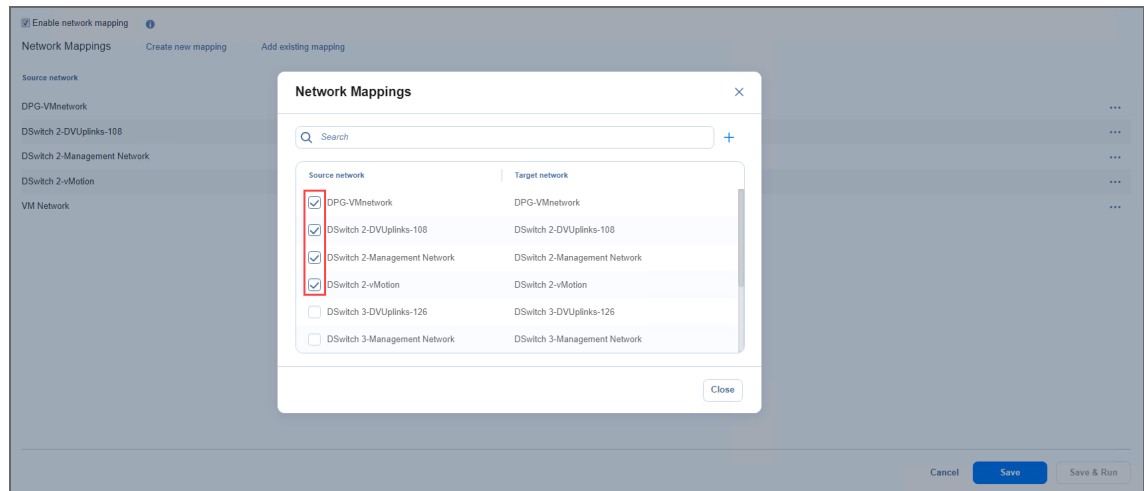 Enable network mapping
Network Mappings Create new mapping Add existing mapping
Source network
DPG-VMnetwork
DSwitch 2-DVUplinks-108
DSwitch 2-Management Network
DSwitch 2-vMotion
VM Network
Network Mappings
Search
Source network Target network
DPG-VMnetwork DPG-VMnetwork
DSwitch 2-DVUplinks-108 DSwitch 2-DVUplinks-108
DSwitch 2-Management Network DSwitch 2-Management Network
DSwitch 2-vMotion DSwitch 2-vMotion
DSwitch 3-DVUplinks-126 DSwitch 3-DVUplinks-126
DSwitch 3-Management Network DSwitch 3-Management Network
Close
Cancel Save Save & Run